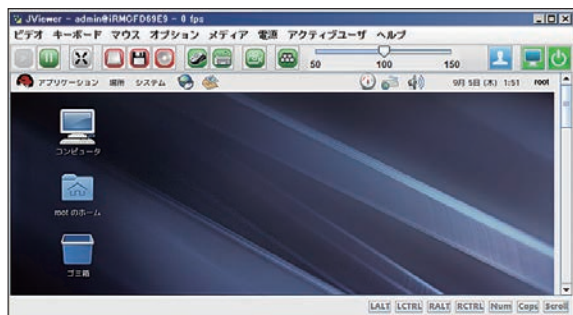 JViewer - admin@iRMCFD69E9 - 0 fps
ビデオ キーボード マウス オプション メディア 電源 アクティブユーザ ヘルプ
50 100 150
アプリケーション 場所 システム 9月 5日 (木) 1:51 root
コンピュータ
root のホーム
ゴミ箱
LALT LCTRL RALT RCTRL Num Caps Scroll